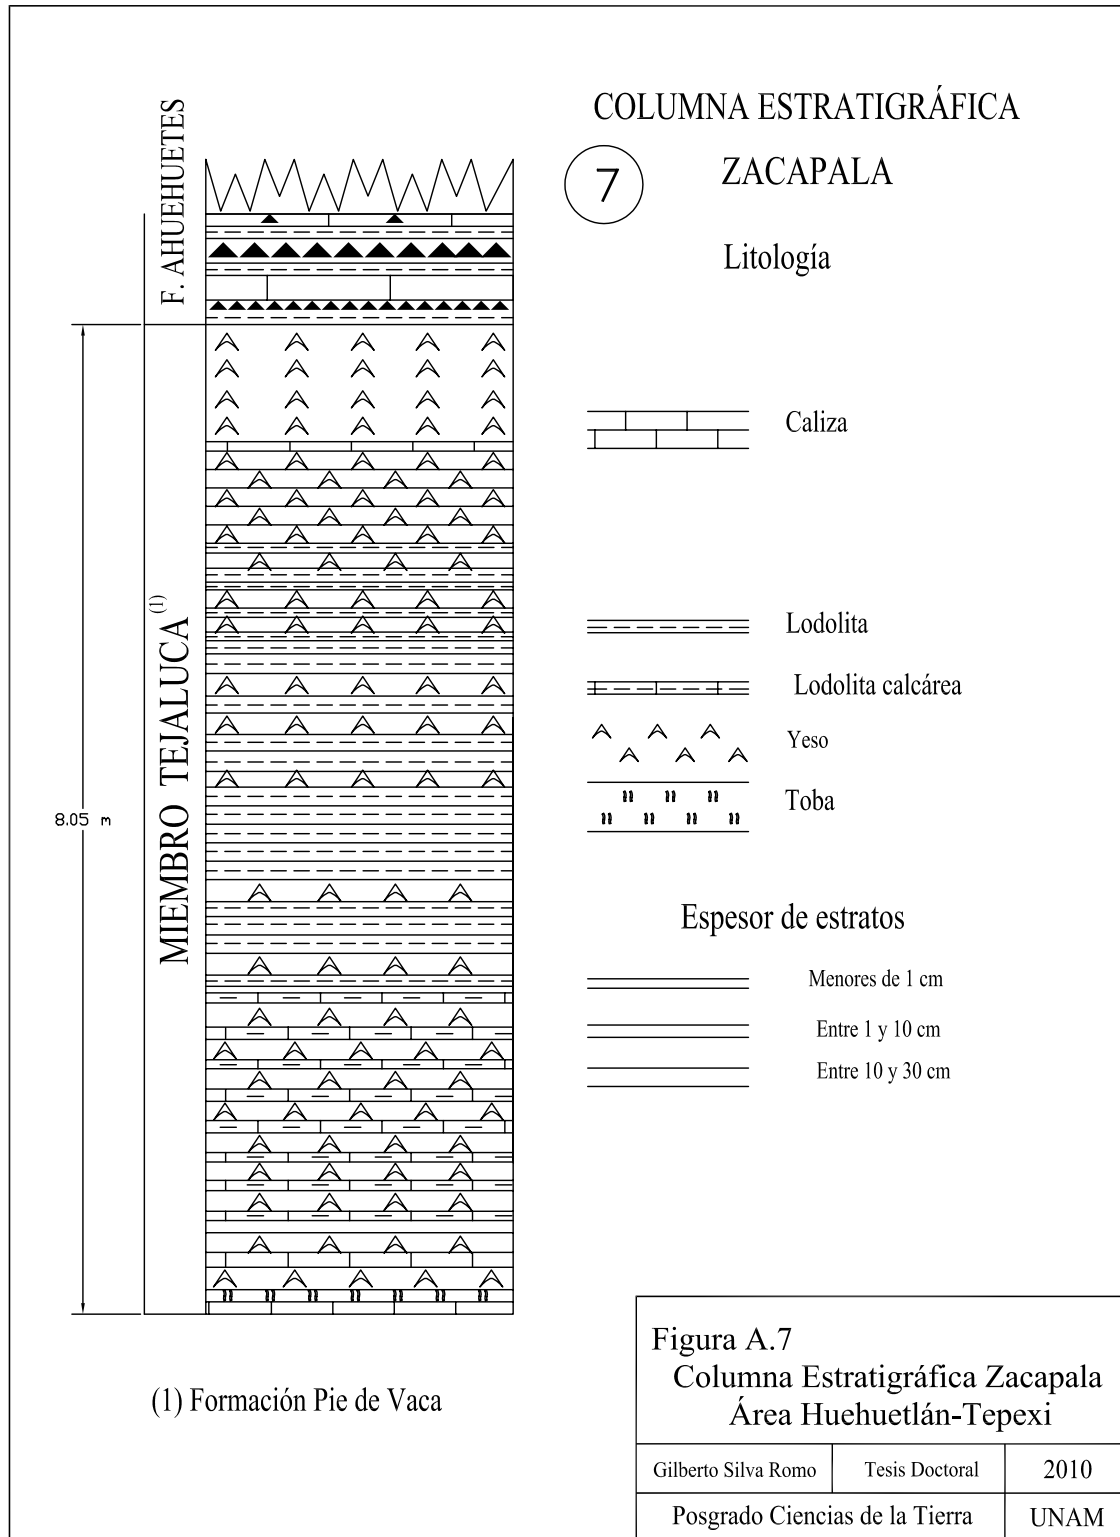 COLUMNA ESTRATIGRÁFICA
7
ZACAPALA
Litología
F. AHUEHUETES
MIEMBRO TEJALUCA (1)
8.05 m
Caliza
Lodolita
Lodolita calcárea
Yeso
Toba
Espesor de estratos
Menores de 1 cm
Entre 1 y 10 cm
Entre 10 y 30 cm
(1) Formación Pie de Vaca
Figura A.7
Columna Estratigráfica Zacapala
Área Huehuetlán-Tepexi
Gilberto Silva Romo
Tesis Doctoral
2010
Posgrado Ciencias de la Tierra
UNAM